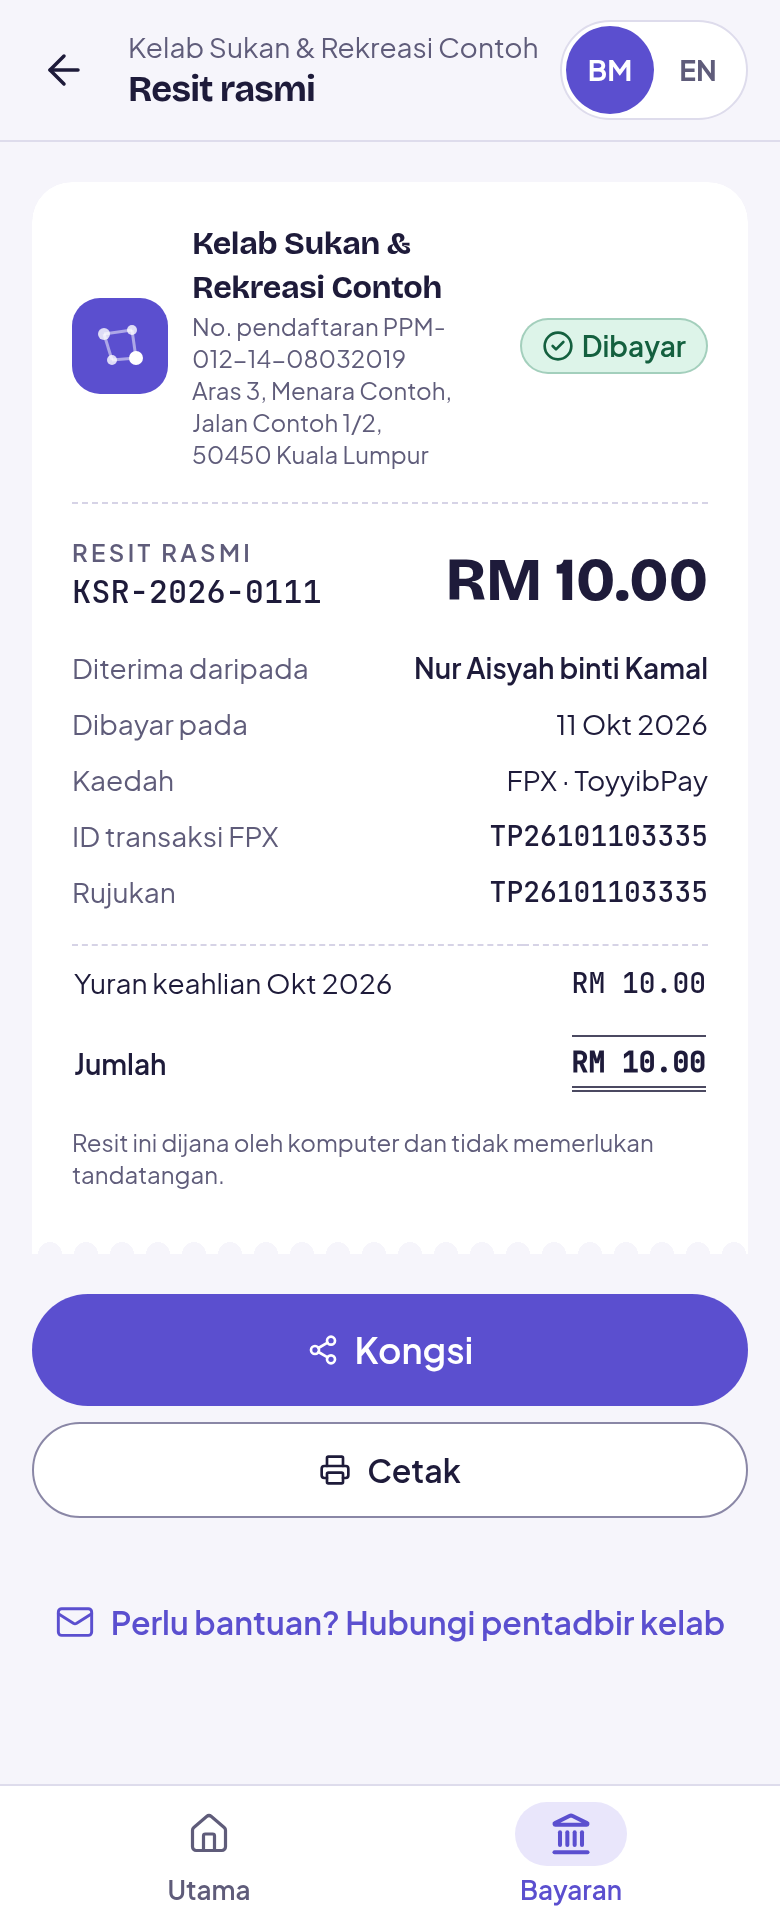 Kelab Sukan & Rekreasi Contoh
Resit rasmi
BM
EN
Kelab Sukan &
Rekreasi Contoh
No. pendaftaran PPM-
012-14-08032019
Aras 3, Menara Contoh,
Jalan Contoh 1/2,
50450 Kuala Lumpur
Dibayar
RESIT RASMI
KSR-2026-0111
RM 10.00
Diterima daripada Nur Aisyah binti Kamal
Dibayar pada 11 Okt 2026
Kaedah FPX · ToyyibPay
ID transaksi FPX TP26101103335
Rujukan TP26101103335
Yuran keahlian Okt 2026 RM 10.00
Jumlah RM 10.00
Resit ini dijana oleh komputer dan tidak memerlukan
tandatangan.
Kongsi
Cetak
Perlu bantuan? Hubungi pentadbir kelab
Utama
Bayaran